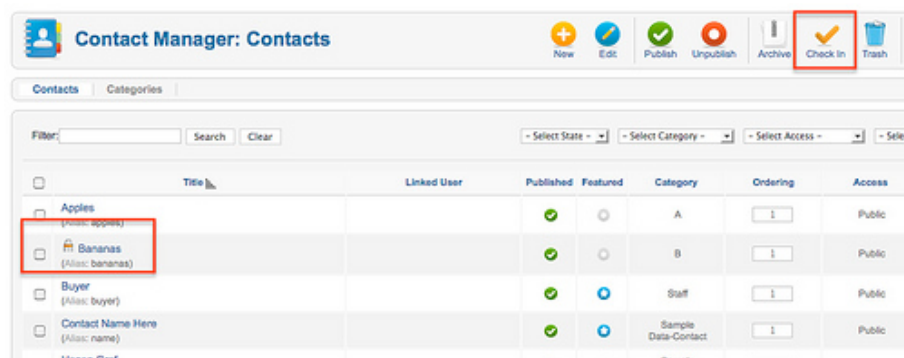 Contact Manager: Contacts
New Edit Publish Unpublish Archive Check In Trash
Contacts Categories
Filter: Search Clear - Select State - - Select Category - - Select Access - - Sele
Title Linked User Published Featured Category Ordering Access
Apples
(Alias: apples) A 1 Public
Bananas
(Alias: bananas) B 1 Public
Buyer
(Alias: buyer) Staff 1 Public
Contact Name Here
(Alias: name) Sample Data-Contact 1 Public